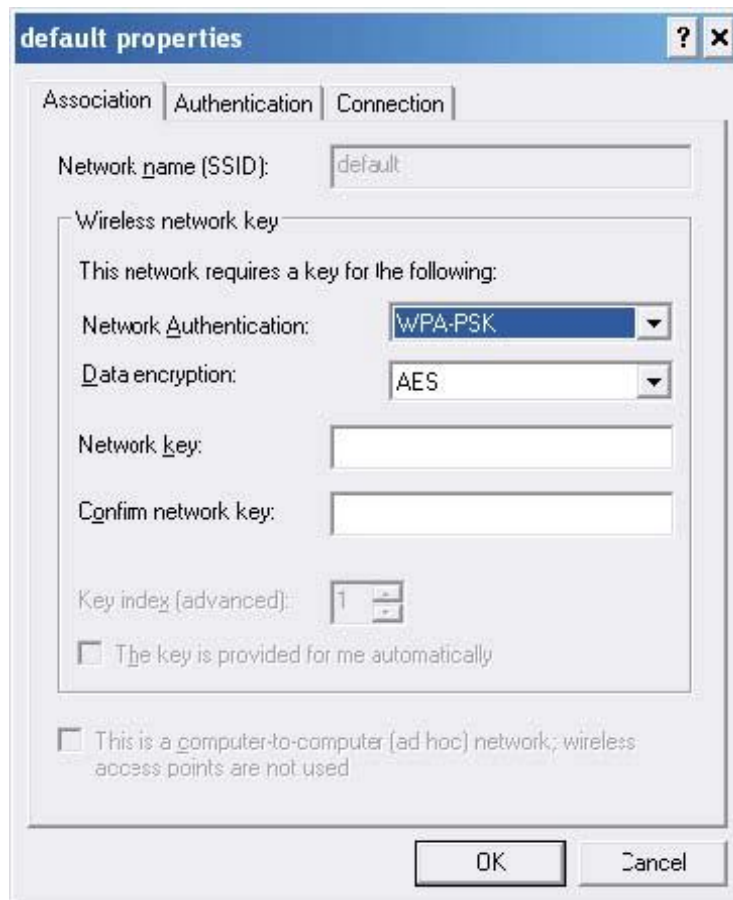 default properties
Association Authentication Connection
Network name (SSID): default
Wireless network key
This network requires a key for the following:
Network Authentication: WPA-PSK
Data encryption: AES
Network key:
Confirm network key:
Key index (advanced): 1
The key is provided for me automatically
This is a computer-to-computer (ad hoc) network; wireless
access points are not used
OK Cancel